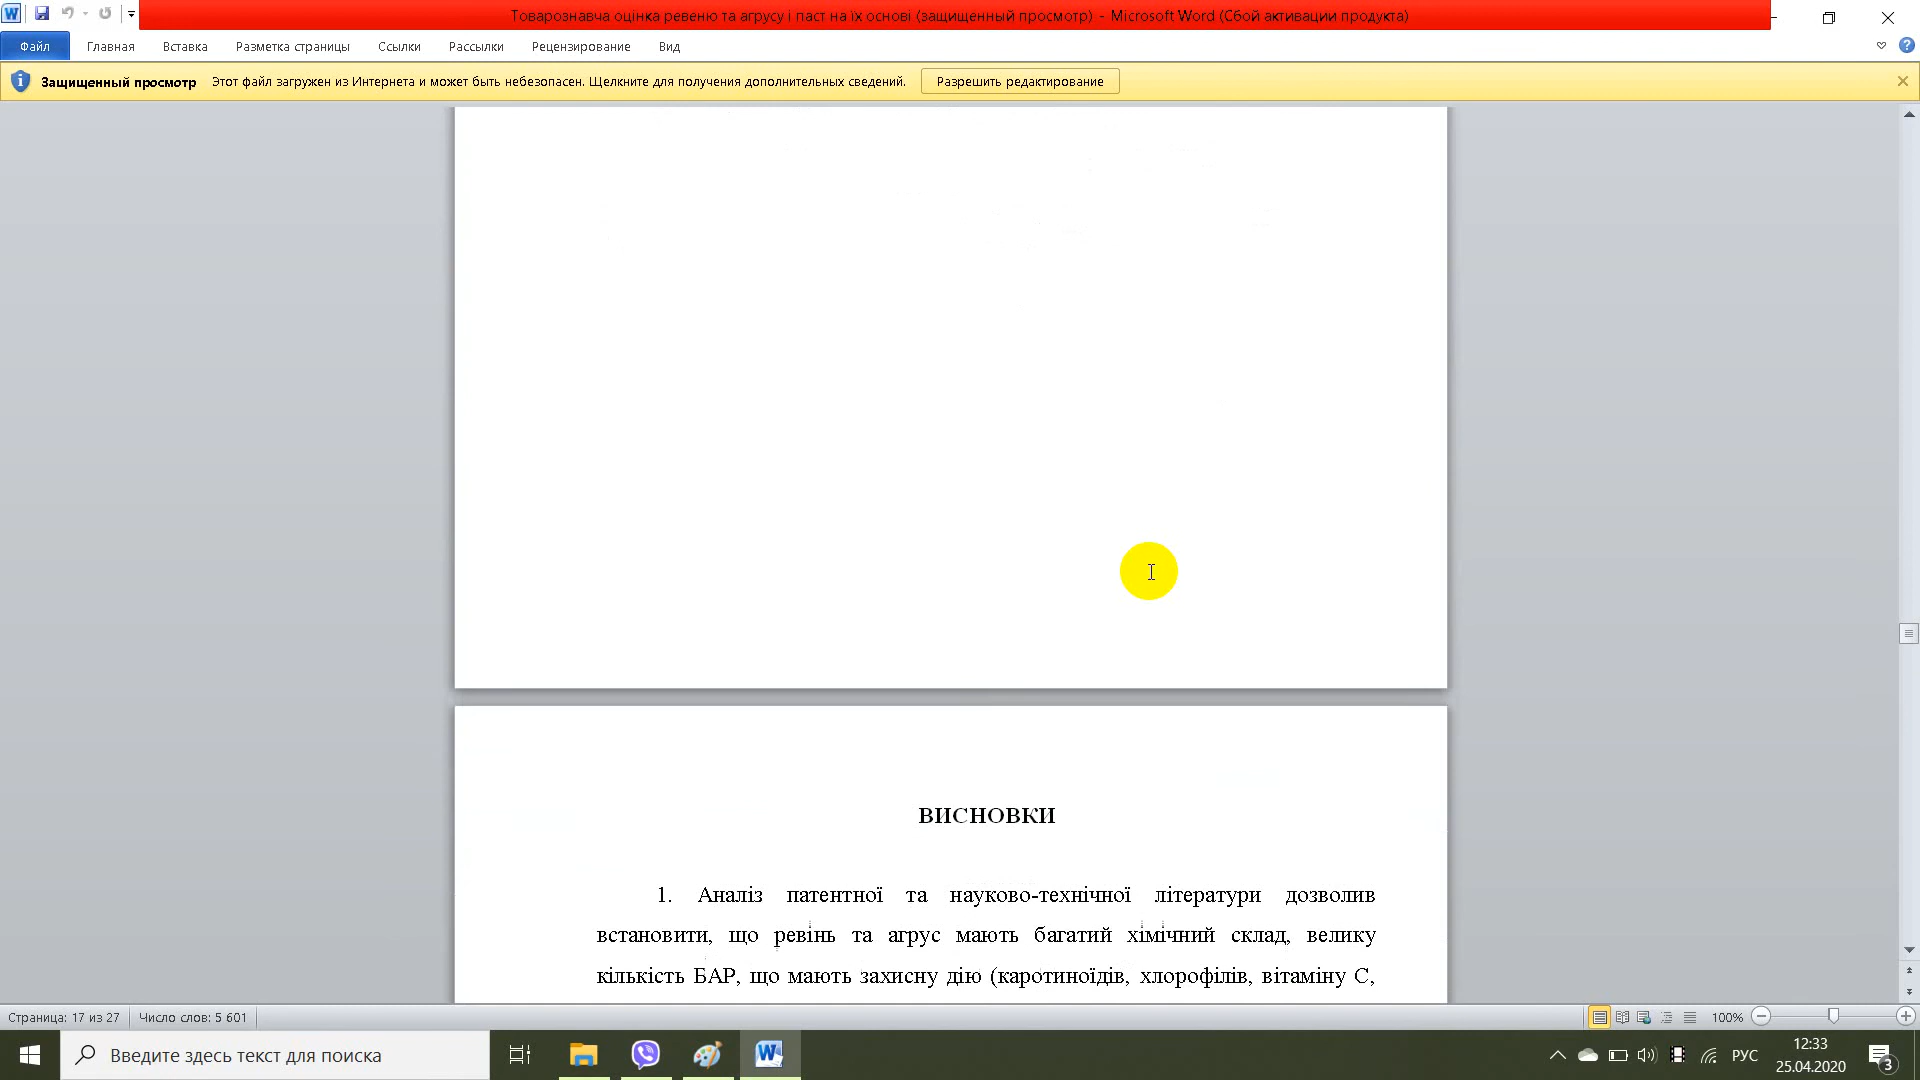 Товарознавча оцінка ревеню та агрусу і паст на їх основі (защищенный просмотр) - Microsoft Word (Сбой активации продукта)
Файл Главная Вставка Разметка страницы Ссылки Рассылки Рецензирование Вид
Защищенный просмотр Этот файл загружен из Интернета и может быть небезопасен. Щелкните для получения дополнительных сведений. Разрешить редактирование
ВИСНОВКИ
1. Аналіз патентної та науково-технічної літератури дозволив
встановити, що ревінь та агрус мають багатий хімічний склад, велику
кількість БАР, що мають захисну дію (каротиноїдів, хлорофілів, вітаміну С,
Страница: 17 из 27 Число слов: 5 601 100%
Введите здесь текст для поиска РУС 12:33
25.04.2020 3